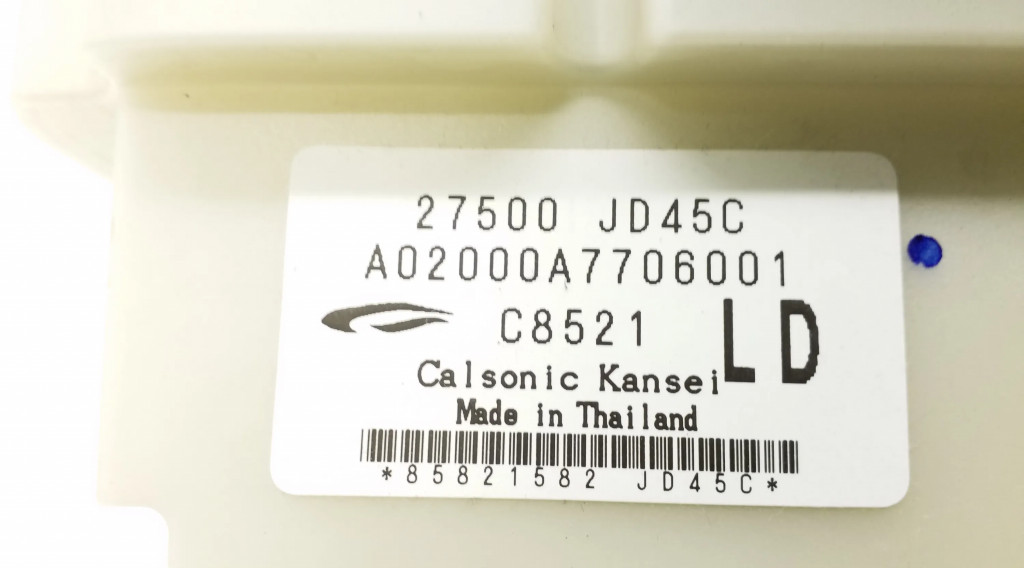 27500 JD45C
A02000A7706001
C8521 LD
Calsonic Kansei
Made in Thailand
*85821582 JD45C*